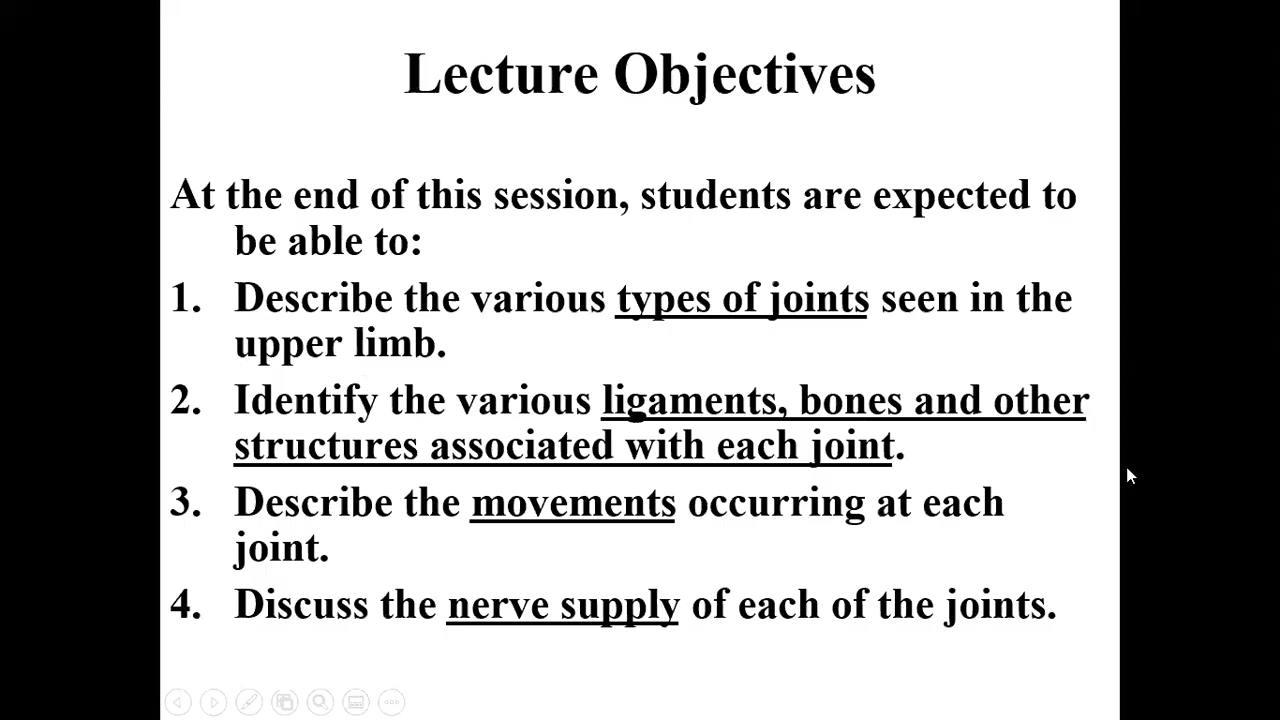 Lecture Objectives
At the end of this session, students are expected to
be able to:
1. Describe the various types of joints seen in the
upper limb.
2. Identify the various ligaments, bones and other
structures associated with each joint.
3. Describe the movements occurring at each
joint.
4. Discuss the nerve supply of each of the joints.